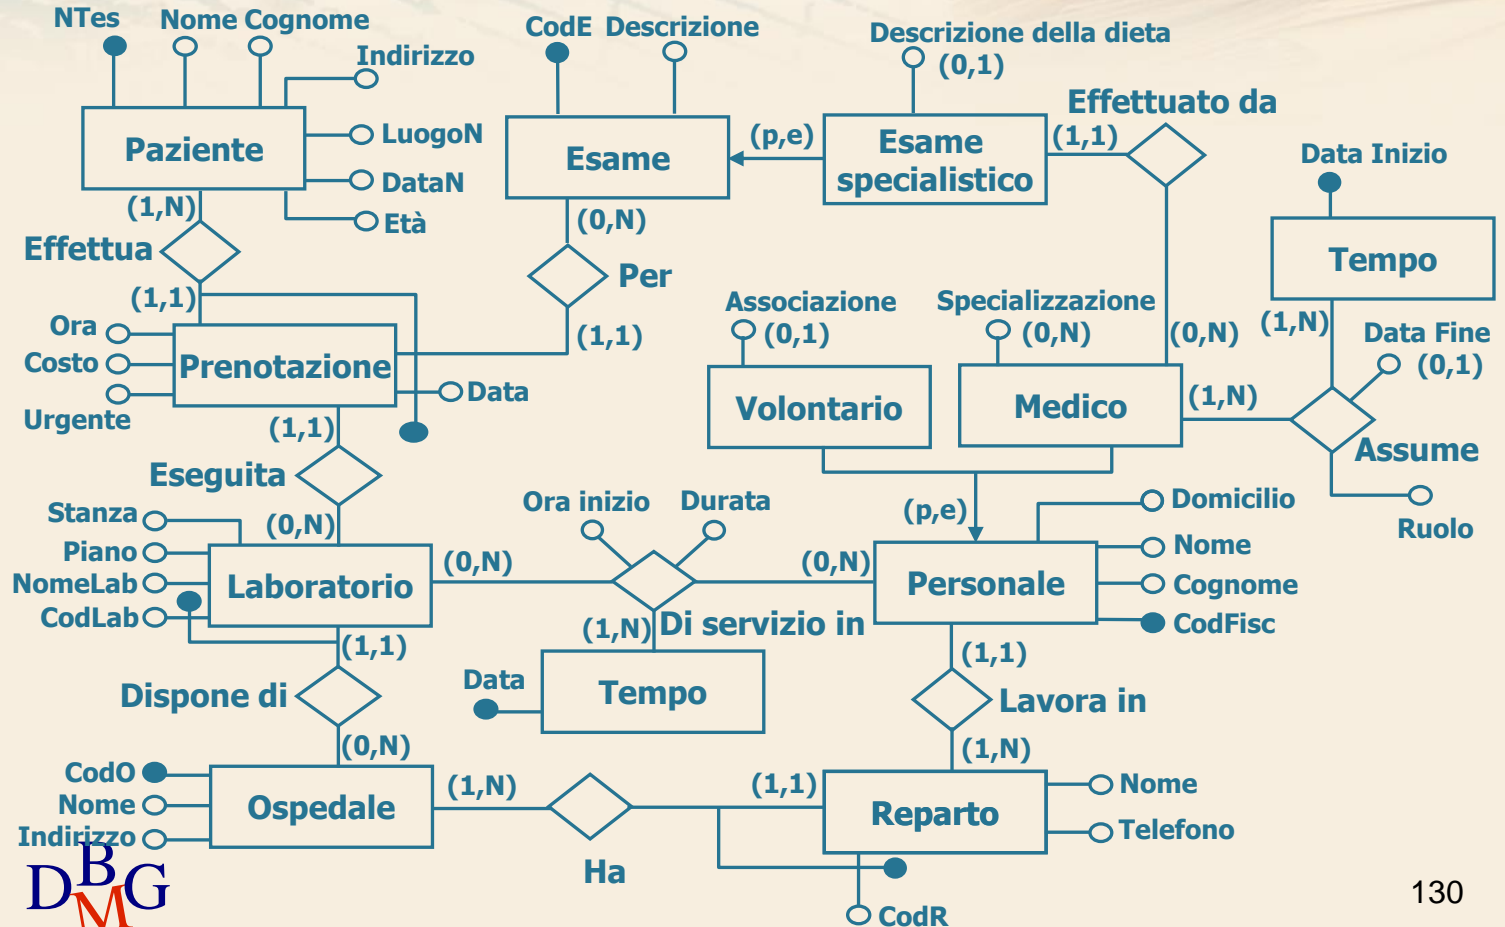 NTes
Nome Cognome
Indirizzo
Paziente
LuogoN
DataN
Età
(1,N)
Effettua
(1,1)
CodE Descrizione
Esame
(0,N)
Per
(1,1)
(p,e)
Descrizione della dieta
(0,1)
Esame
specialistico
Effettuato da
(1,1)
(0,N)
Data Inizio
Tempo
(1,N)
Data Fine
(0,1)
(1,N)
Assume
Ruolo
Ora
Costo
Urgente
Prenotazione
Data
(1,1)
Eseguita
(0,N)
Associazione
(0,1)
Volontario
Specializzazione
(0,N)
Medico
(p,e)
Stanza
Piano
NomeLab
CodLab
Laboratorio
(0,N)
Ora inizio
Durata
(0,N)
Di servizio in
(1,N)
Data
Tempo
Personale
Domicilio
Nome
Cognome
CodFisc
(1,1)
Lavora in
(1,N)
(1,1)
Dispone di
(0,N)
CodO
Nome
Indirizzo
Ospedale
(1,N)
Ha
(1,1)
Reparto
Nome
Telefono
CodR
DBMG
130